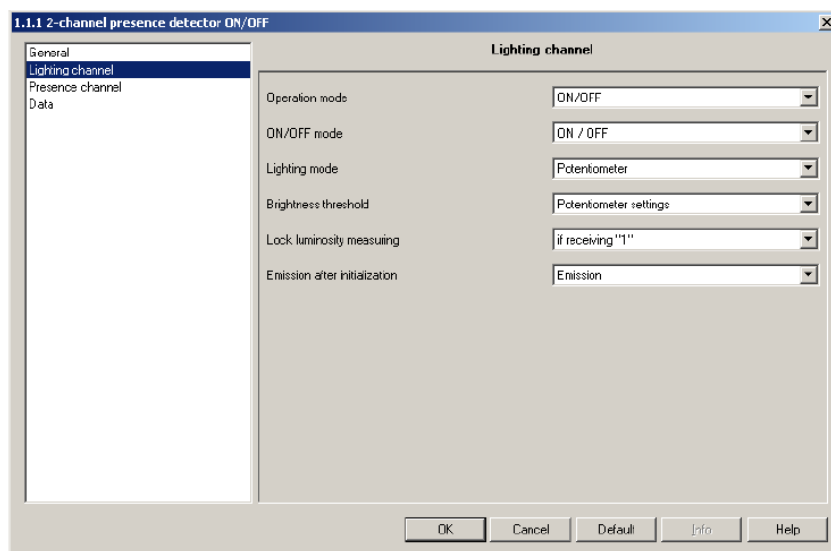 1.1.1 2-channel presence detector ON/OFF
General
Lighting channel
Presence channel
Data
Lighting channel
Operation mode ON/OFF
ON/OFF mode ON / OFF
Lighting mode Potentiometer
Brightness threshold Potentiometer settings
Lock luminosity measuring if receiving "1"
Emission after initialization Emission
OK Cancel Default Info Help